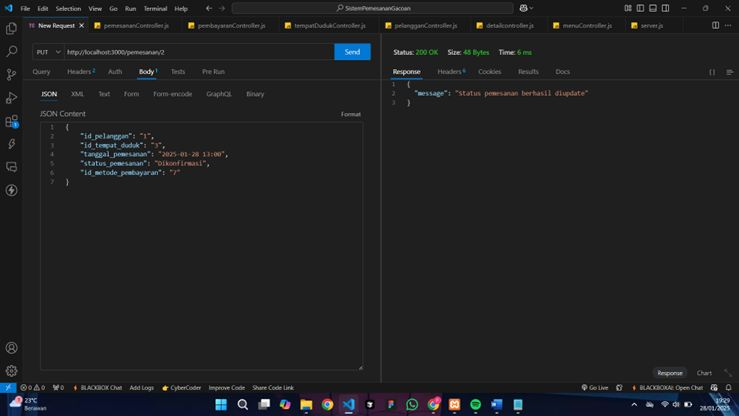 File Edit Selection View Go Run Terminal Help
SistemPemesananGacoan
New Request
pemesananController.js
pembayaranController.js
tempatDudukController.js
pelangganController.js
detailcontroller.js
menuController.js
server.js
PUT
http://localhost:3000/pemesanan/2
Send
Query Headers 2 Auth Body 1 Tests Pre Run
JSON XML Text Form Form-encode GraphQL Binary
JSON Content
Format
1 {
2 "id_pelanggan": "1",
3 "id_tempat_duduk": "3",
4 "tanggal_pemesanan": "2025-01-28 13:00",
5 "status_pemesanan": "Dikonfirmasi",
6 "id_metode_pembayaran": "7"
7 }
Status: 200 OK Size: 48 Bytes Time: 6 ms
Response Headers 6 Cookies Results Docs
{ }
1 {
2 "message": "Status pemesanan berhasil diupdate"
3 }
Response Chart
0 0 0 BLACKBOX Chat Add Logs CyberCoder Improve Code Share Code Link
Go Live BLACKBOXAI: Open Chat
23°C
Berawan
19:29
28/01/2025